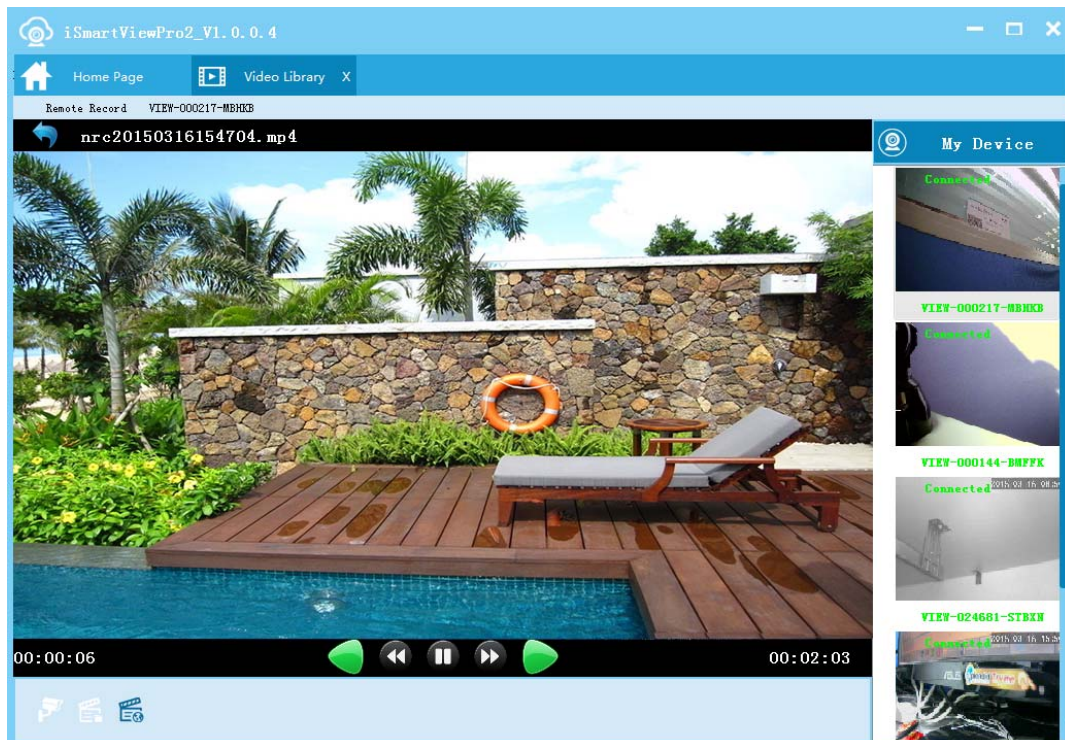 iSmartViewPro2_V1.0.0.4
Home Page
Video Library X
Remote Record VIEW-000217-MBHKB
nrc20150316154704.mp4
My Device
Connected
VIEW-000217-MBHKB
Connected
VIEW-000144-BMFFK
Connected
VIEW-024681-STBXN
Connected
ASUS
00:00:06
00:02:03